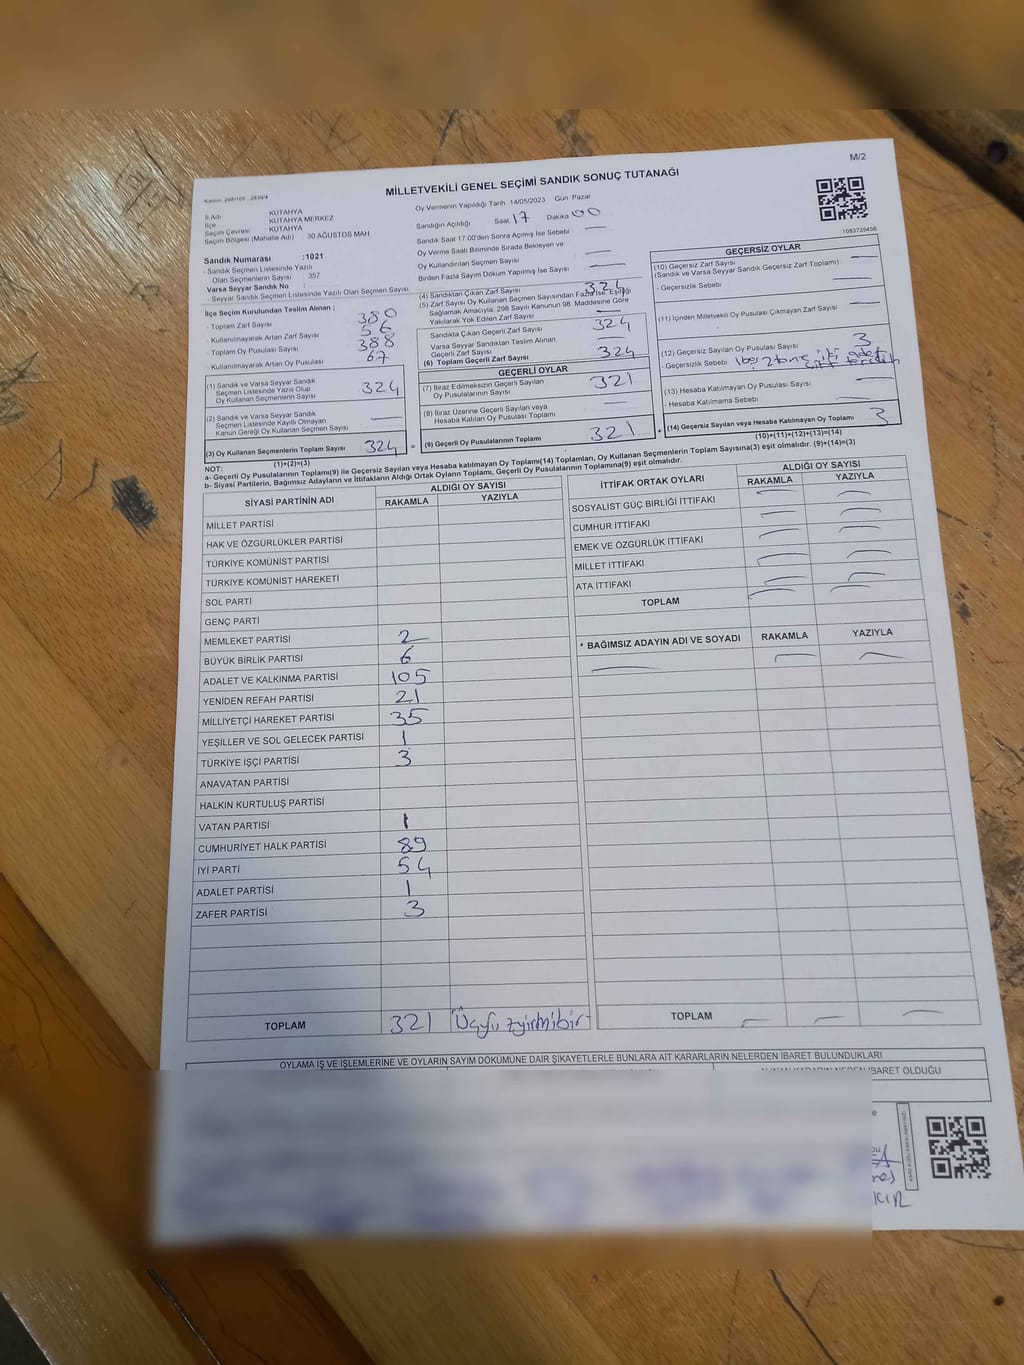 M/2
MİLLETVEKİLİ GENEL SEÇİMİ SANDIK SONUÇ TUTANAĞI
Oy Vermenin Yapıldığı Tarih 14/05/2023 Gün Pazar
İl Adı KUTAHYA
İlçe KUTAHYA MERKEZ
Seçim Çevresi KUTAHYA
Seçim Bölgesi (Mahalle Adı) 30 AĞUSTOS MAH
Sandık Numarası :1021
- Sandık Seçmen Listesinde Yazılı
Olan Seçmenlerin Sayısı : 357
Varsa Seyyar Sandık No
- Seyyar Sandık Seçmen Listesinde Yazılı Olan Seçmen Sayısı
Sandığın Açıldığı Saat 17 Dakika 00
Sandık Saat 17.00'den Sonra Açımış İse Sebebi
Oy Verme Saati Bitiminde Sırada Bekleyen ve
Oy Kullandırılan Seçmen Sayısı
Birden Fazla Sayım Döküm Yapılmış İse Sayısı
İlçe Seçim Kurulundan Teslim Alınan ;
- Toplam Zarf Sayısı 380
- Kullanılmayarak Artan Zarf Sayısı 56
- Toplam Oy Pusulası Sayısı 388
- Kullanılmayarak Artan Oy Pusulası 67
(1) Sandık ve Varsa Seyyar Sandık
Seçmen Listesinde Yazılı Olup
Oy Kullanan Seçmenlerin Sayısı 324
(2) Sandık ve Varsa Seyyar Sandık
Seçmen Listesinde Kayıtlı Olmayan
Kanun Gereği Oy Kullanan Seçmen Sayısı
(3) Oy Kullanan Seçmenlerin Toplam Sayısı 324 =
(1)+(2)=(3)
(4) Sandıktan Çıkan Zarf Sayısı 324
(5) Zarf Sayısı Oy Kullanan Seçmen Sayısından Fazla İse, Eşitliği
Sağlamak Amacıyla, 298 Sayılı Kanunun 98. Maddesine Göre
Yakılarak Yok Edilen Zarf Sayısı
Sandıkta Çıkan Geçerli Zarf Sayısı 324
Varsa Seyyar Sandıktan Teslim Alınan
Geçerli Zarf Sayısı
(6) Toplam Geçerli Zarf Sayısı 324
GEÇERLİ OYLAR
(7) İtiraz Edilmeksizin Geçerli Sayılan
Oy Pusulalarının Sayısı 321
(8) İtiraz Üzerine Geçerli Sayılan veya
Hesaba Katılan Oy Pusulası Toplamı
(9) Geçerli Oy Pusulalarının Toplamı 321 +
1083735456
GEÇERSİZ OYLAR
(10) Geçersiz Zarf Sayısı
(Sandık ve Varsa Seyyar Sandık Geçersiz Zarf Toplamı)
- Geçersizlik Sebebi
(11) İçinden Milletvekili Oy Pusulası Çıkmayan Zarf Sayısı
(12) Geçersiz Sayılan Oy Pusulası Sayısı 3
- Geçersizlik Sebebi
(13) Hesaba Katılmayan Oy Pusulası Sayısı
- Hesaba Katılmama Sebebi
(14) Geçersiz Sayılan veya Hesaba Katılmayan Oy Toplamı 3
(10)+(11)+(12)+(13)=(14)
NOT:
a- Geçerli Oy Pusulalarının Toplamı(9) ile Geçersiz Sayılan veya Hesaba katılmayan Oy Toplamı(14) Toplamları, Oy Kullanan Seçmenlerin Toplam Sayısına(3) eşit olmalıdır. (9)+(14)=(3)
b- Siyasi Partilerin, Bağımsız Adayların ve İttifakların Aldığı Ortak Oyların Toplamı, Geçerli Oy Pusulalarının Toplamına(9) eşit olmalıdır.
SİYASİ PARTİNİN ADI ALDIĞI OY SAYISI
RAKAMLA YAZIYLA
MİLLET PARTİSİ
HAK VE ÖZGÜRLÜKLER PARTİSİ
TÜRKİYE KOMÜNİST PARTİSİ
TÜRKİYE KOMÜNİST HAREKETİ
SOL PARTİ
GENÇ PARTİ
MEMLEKET PARTİSİ 2
BÜYÜK BİRLİK PARTİSİ 6
ADALET VE KALKINMA PARTİSİ 105
YENİDEN REFAH PARTİSİ 21
MİLLİYETÇİ HAREKET PARTİSİ 35
YEŞİLLER VE SOL GELECEK PARTİSİ 1
TÜRKİYE İŞÇİ PARTİSİ 3
ANAVATAN PARTİSİ
HALKIN KURTULUŞ PARTİSİ
VATAN PARTİSİ 1
CUMHURİYET HALK PARTİSİ 89
İYİ PARTİ 54
ADALET PARTİSİ 1
ZAFER PARTİSİ 3
TOPLAM 321 Üçyüzyirmibir
İTTİFAK ORTAK OYLARI ALDIĞI OY SAYISI
RAKAMLA YAZIYLA
SOSYALİST GÜÇ BİRLİĞİ İTTİFAKI
CUMHUR İTTİFAKI
EMEK VE ÖZGÜRLÜK İTTİFAKI
MİLLET İTTİFAKI
ATA İTTİFAKI
TOPLAM
* BAĞIMSIZ ADAYIN ADI VE SOYADI RAKAMLA YAZIYLA
TOPLAM
OYLAMA İŞ VE İŞLEMLERİNE VE OYLARIN SAYIM DÖKÜMÜNE DAİR ŞİKAYETLERLE BUNLARA AİT KARARLARIN NELERDEN İBARET BULUNDUKLARI
İBARET OLDUĞU